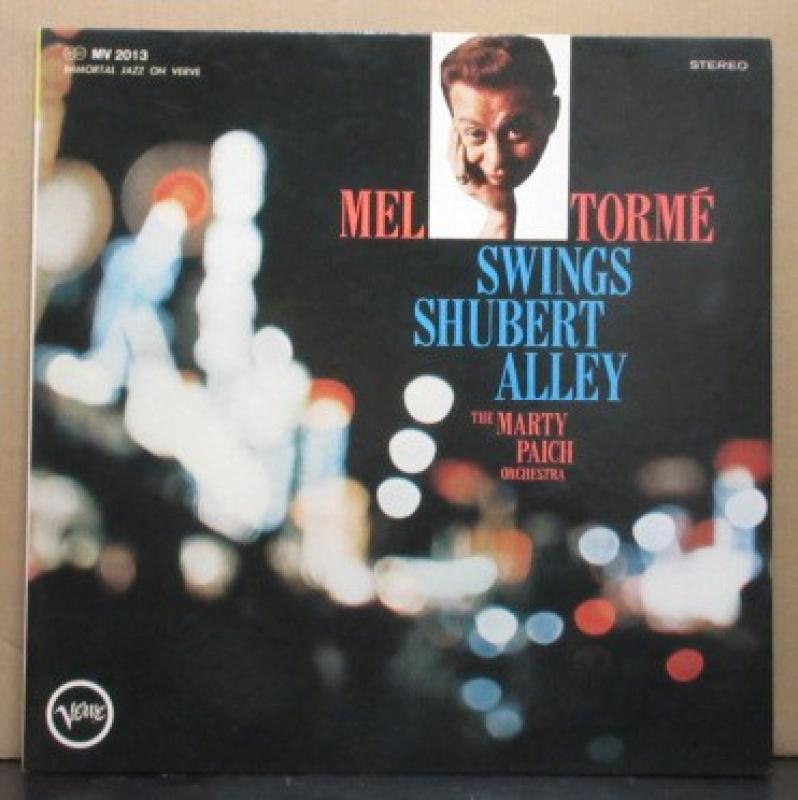 MV 2013
IMMORTAL JAZZ ON VERVE
STEREO
MEL TORMÉ
SWINGS
SHUBERT
ALLEY
THE MARTY
PAICH
ORCHESTRA
VERVE